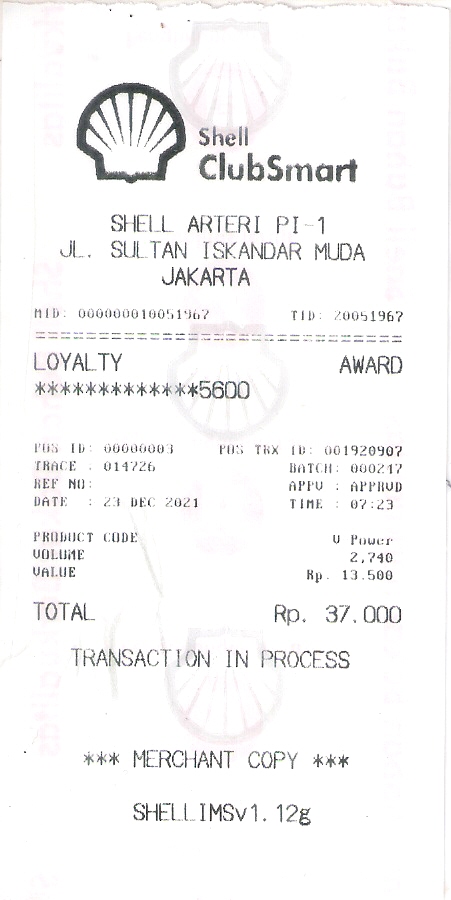 Shell
ClubSmart
SHELL ARTERI PI-1
JL. SULTAN ISKANDAR MUDA
JAKARTA
MID: 000000010051967 TID: 20051967
================================================
LOYALTY AWARD
*************5600
POS ID: 00000003 POS TRX ID: 001920907
TRACE : 014726 BATCH: 000247
REF NO: APPV : APPRVD
DATE : 23 DEC 2021 TIME : 07:23
PRODUCT CODE V Power
VOLUME 2,740
VALUE Rp. 13.500
TOTAL Rp. 37.000
TRANSACTION IN PROCESS
*** MERCHANT COPY ***
SHELLIMSv1.12g